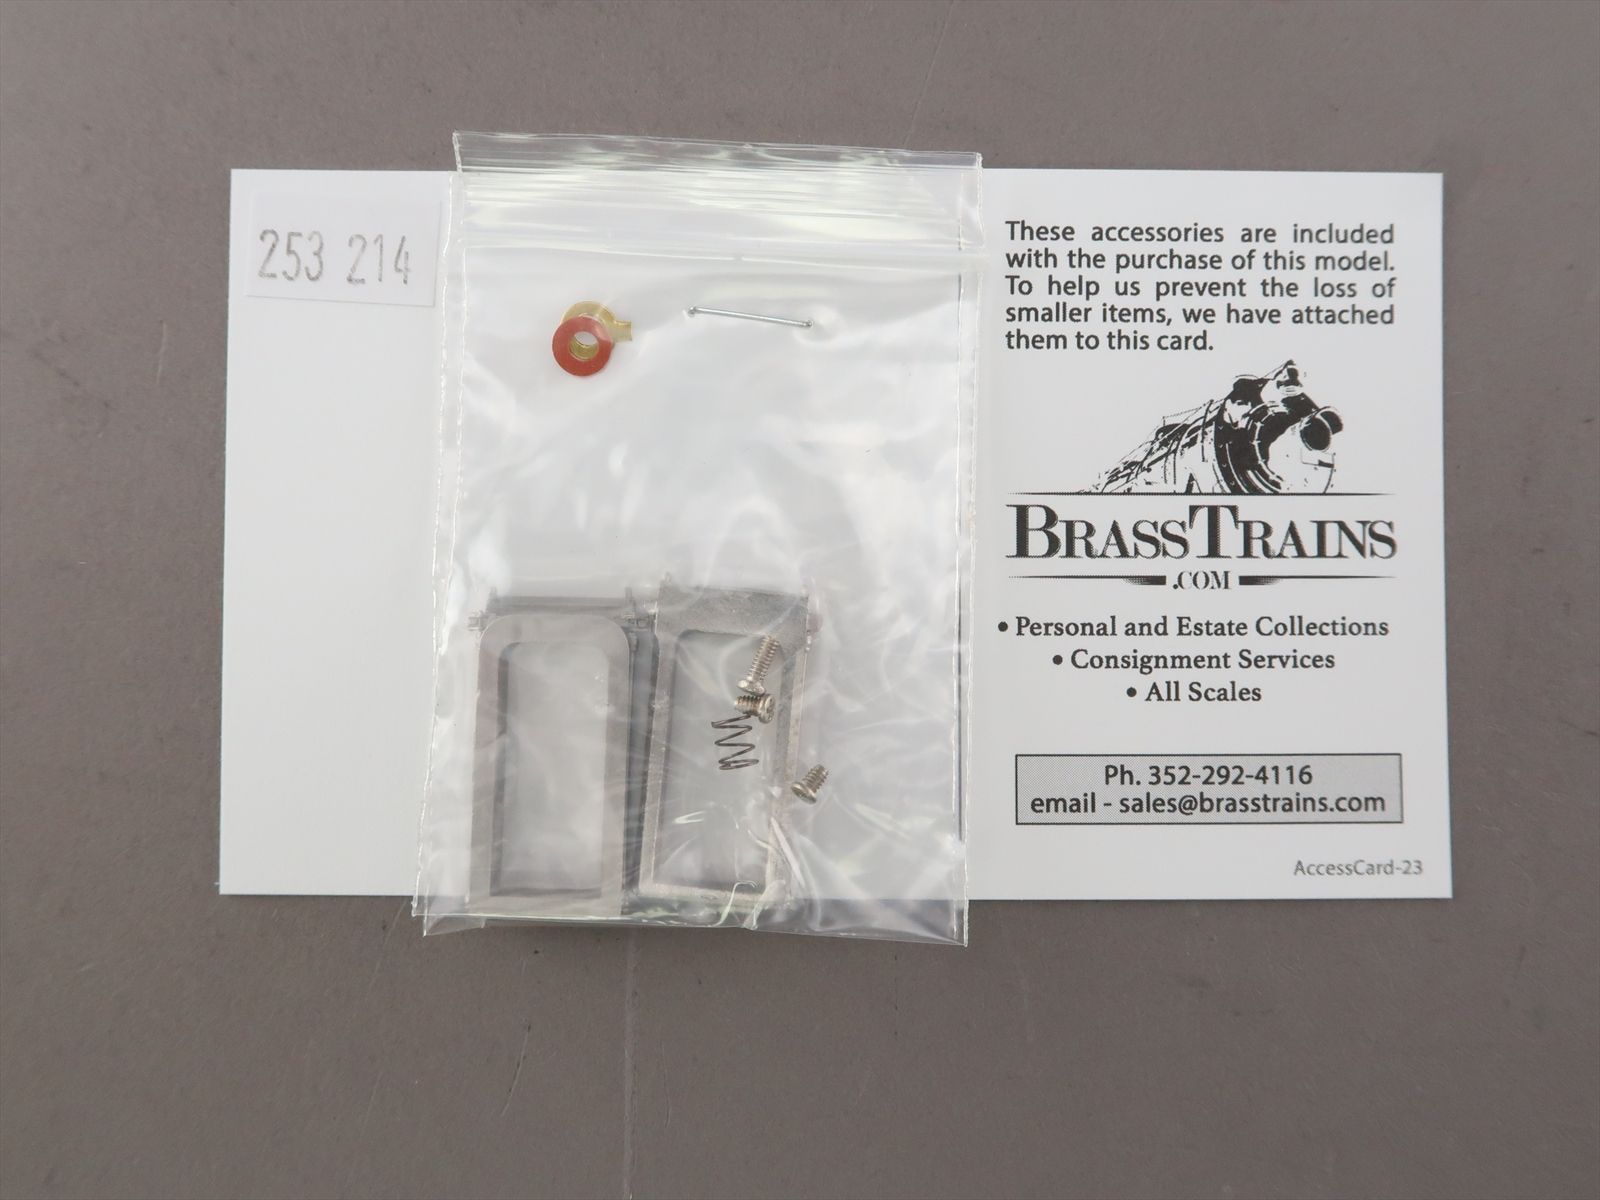 253 214
These accessories are included
with the purchase of this model.
To help us prevent the loss of
smaller items, we have attached
them to this card.
BRASSTRAINS
.COM
• Personal and Estate Collections
• Consignment Services
• All Scales
Ph. 352-292-4116
email - sales@brasstrains.com
AccessCard-23